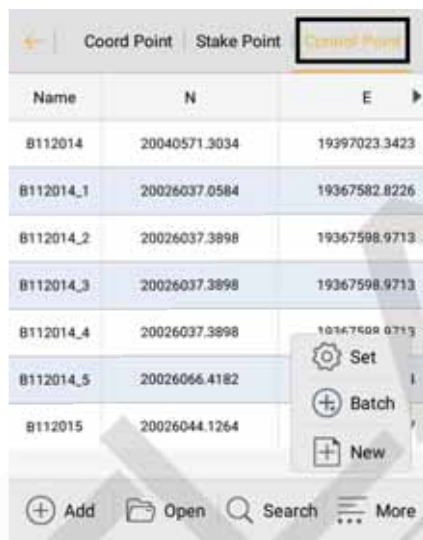 Coord Point Stake Point Control Point
Name N E
B112014 20040571.3034 19397023.3423
B112014_1 20026037.0584 19367582.8226
B112014_2 20026037.3898 19367598.9713
B112014_3 20026037.3898 19367598.9713
B112014_4 20026037.3898 19367598.9713
Set
B112014_5 20026066.4182
Batch
B112015 20026044.1264
New
Add Open Search More